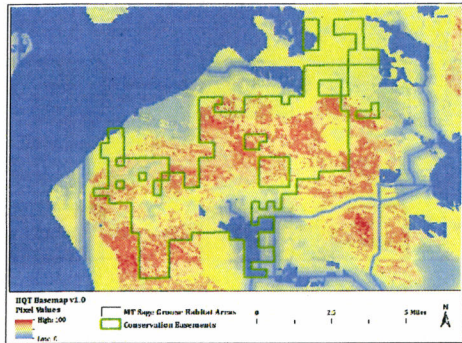 HQT Basemap v1.0
Pixel Values
High: 100
Low: 0
MT Sage Grouse Habitat Areas
Conservation Easements
0 2.5 5 Miles
N